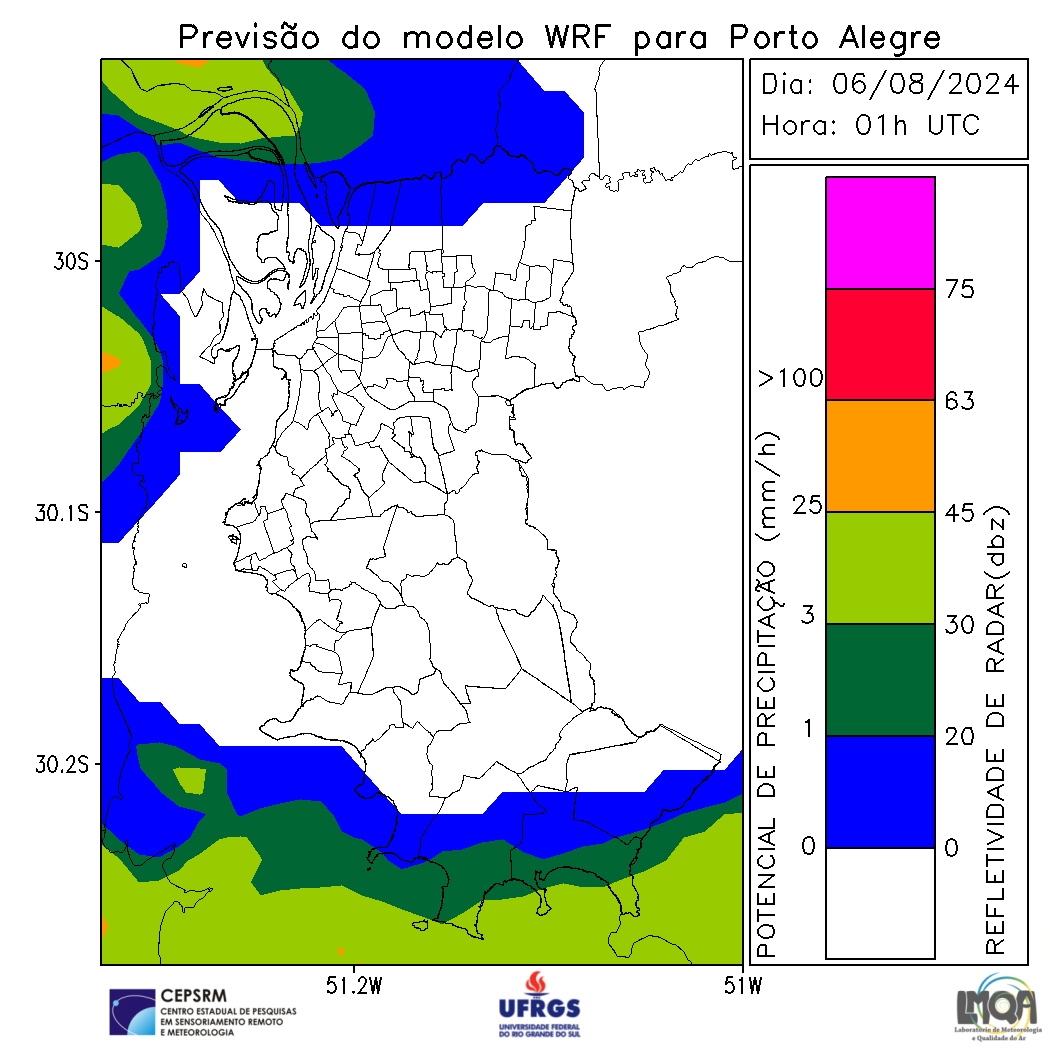 Previsão do modelo WRF para Porto Alegre
Dia: 06/08/2024
Hora: 01h UTC
30S
30.1S
30.2S
51.2W
51W
POTENCIAL DE PRECIPITAÇÃO (mm/h)
>100
25
3
1
0
75
63
45
30
20
0
REFLETIVIDADE DE RADAR(dbz)
CEPSRM
CENTRO ESTADUAL DE PESQUISAS
EM SENSORIAMENTO REMOTO
E METEOROLOGIA
UFRGS
UNIVERSIDADE FEDERAL
DO RIO GRANDE DO SUL
LMQA
Laboratório de Meteorologia
e Qualidade do Ar